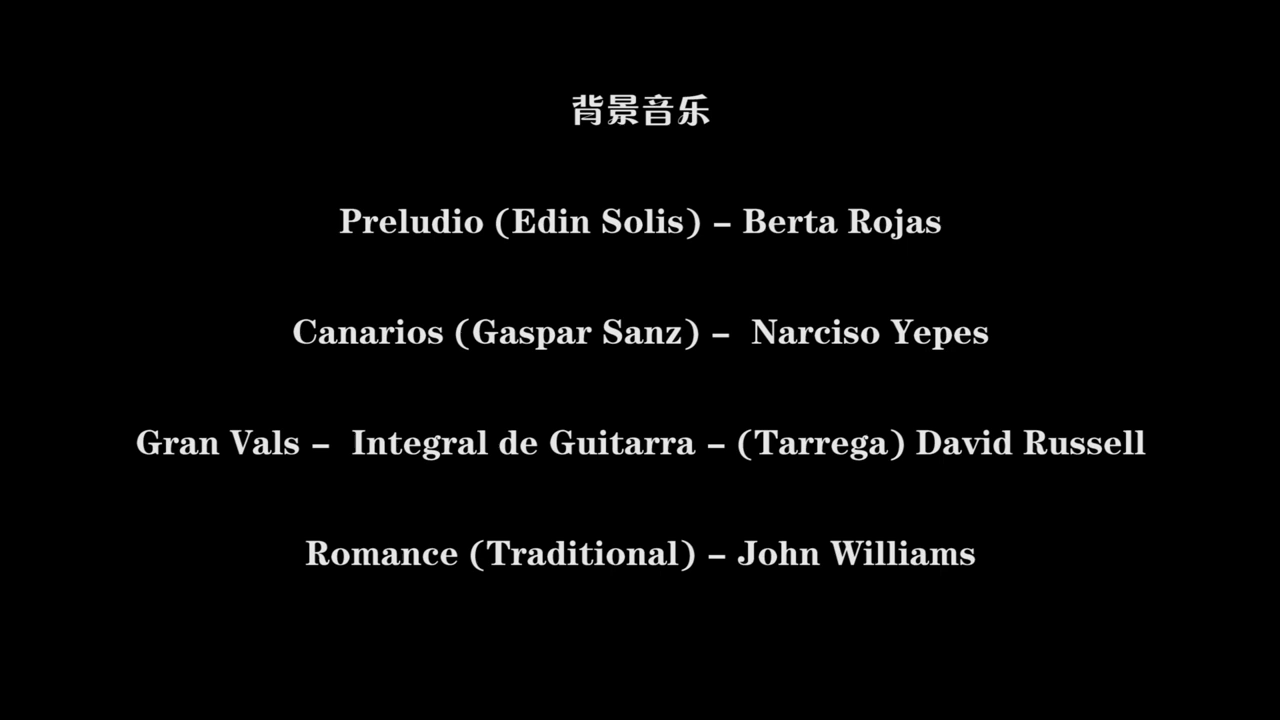 背景音乐
Preludio (Edin Solis) – Berta Rojas
Canarios (Gaspar Sanz) – Narciso Yepes
Gran Vals – Integral de Guitarra – (Tarrega) David Russell
Romance (Traditional) – John Williams